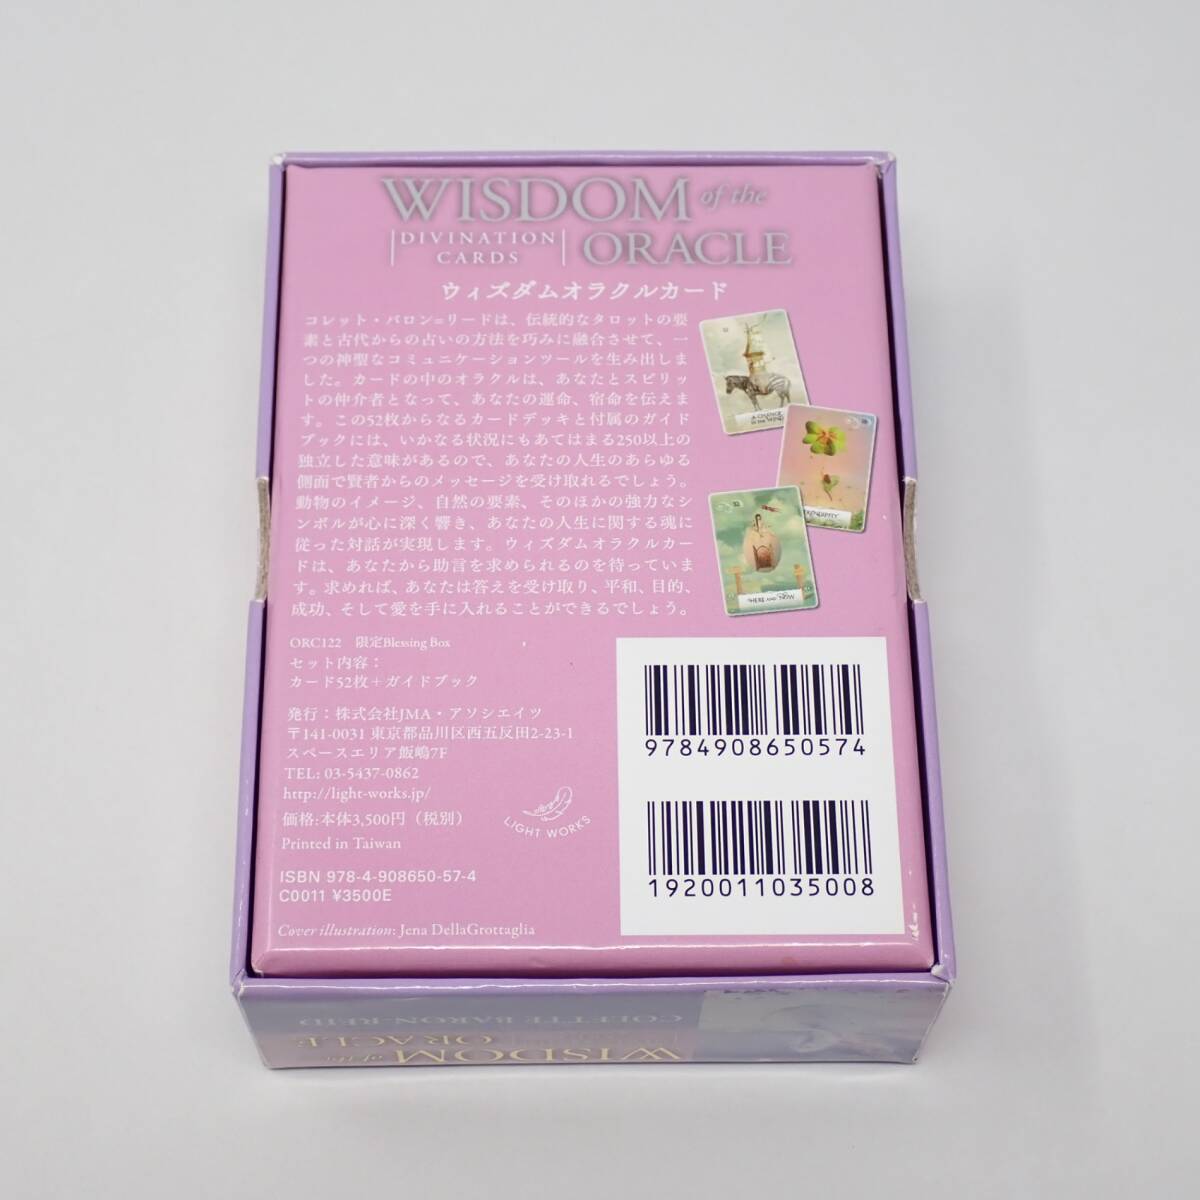 WISDOM of the
DIVINATION
CARDS
ORACLE
ウィズダムオラクルカード
コレット・バロン=リードは、伝統的なタロットの要
素と古代からの占いの方法を巧みに融合させて、一
つの神聖なコミュニケーションツールを生み出しま
した。カードの中のオラクルは、あなたとスピリッ
トの仲介者となって、あなたの運命、宿命を伝えま
す。この52枚からなるカードデッキと付属のガイド
ブックには、いかなる状況にもあてはまる250以上の
独立した意味があるので、あなたの人生のあらゆる
側面で賢者からのメッセージを受け取れるでしょう。
動物のイメージ、自然の要素、そのほかの強力なシ
ンボルが心に深く響き、あなたの人生に関する魂に
従った対話が実現します。ウィズダムオラクルカー
ドは、あなたから助言を求められるのを待っていま
す。求めれば、あなたは答えを受け取り、平和、目的、
成功、そして愛を手に入れることができるでしょう。
A CHANGE
IN THE WIND
HERE AND NOW
ORC122 限定Blessing Box
セット内容：
カード52枚＋ガイドブック
発行：株式会社JMA・アソシエイツ
〒141-0031 東京都品川区西五反田2-23-1
スペースエリア飯嶋7F
TEL: 03-5437-0862
http://light-works.jp/
価格:本体3,500円（税別）
Printed in Taiwan
LIGHT WORKS
ISBN 978-4-908650-57-4
C0011 ¥3500E
Cover illustration: Jena DellaGrottaglia
9784908650574
1920011035008
COLETTE BARON-REID
WISDOM of the
ORACLE